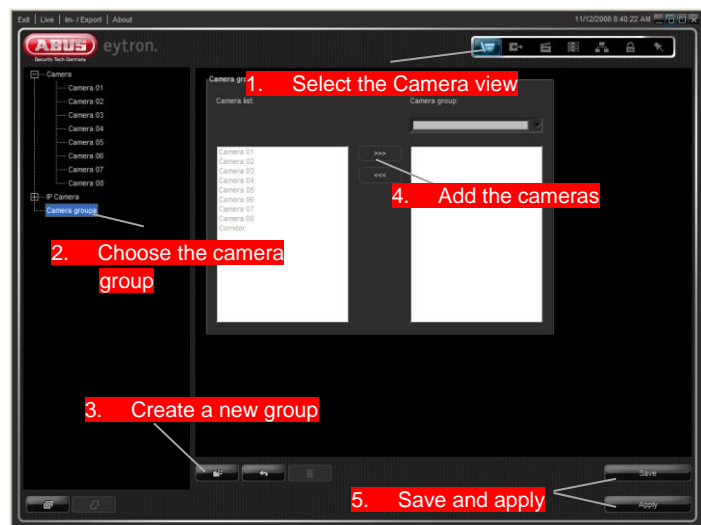 Exit | Live | Im- / Export | About
11/12/2008 8:40:22 AM
ABUS eytron.
Security Tech Germany
1. Select the Camera view
Camera
Camera 01
Camera 02
Camera 03
Camera 04
Camera 05
Camera 06
Camera 07
Camera 08
IP Camera
Camera groups
2. Choose the camera
group
Camera list:
Camera group:
Camera 01
Camera 02
Camera 03
Camera 04
Camera 05
Camera 06
Camera 07
Camera 08
Corridor
>>>
<<<
4. Add the cameras
3. Create a new group
5. Save and apply
Save
Apply